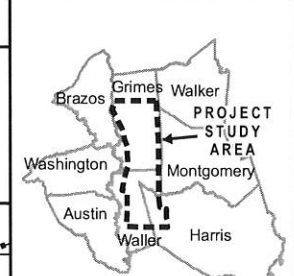 Grimes
Walker
Brazos
PROJECT
STUDY
AREA
Washington
Montgomery
Austin
Waller
Harris